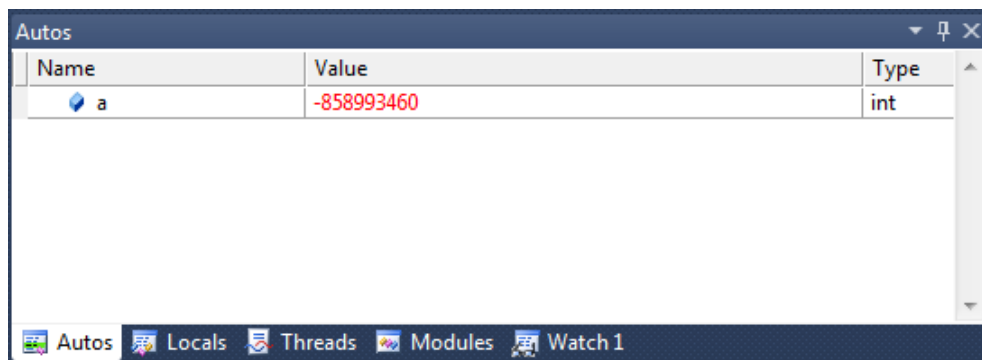 Autos
Name Value Type
a -858993460 int
Autos Locals Threads Modules Watch 1